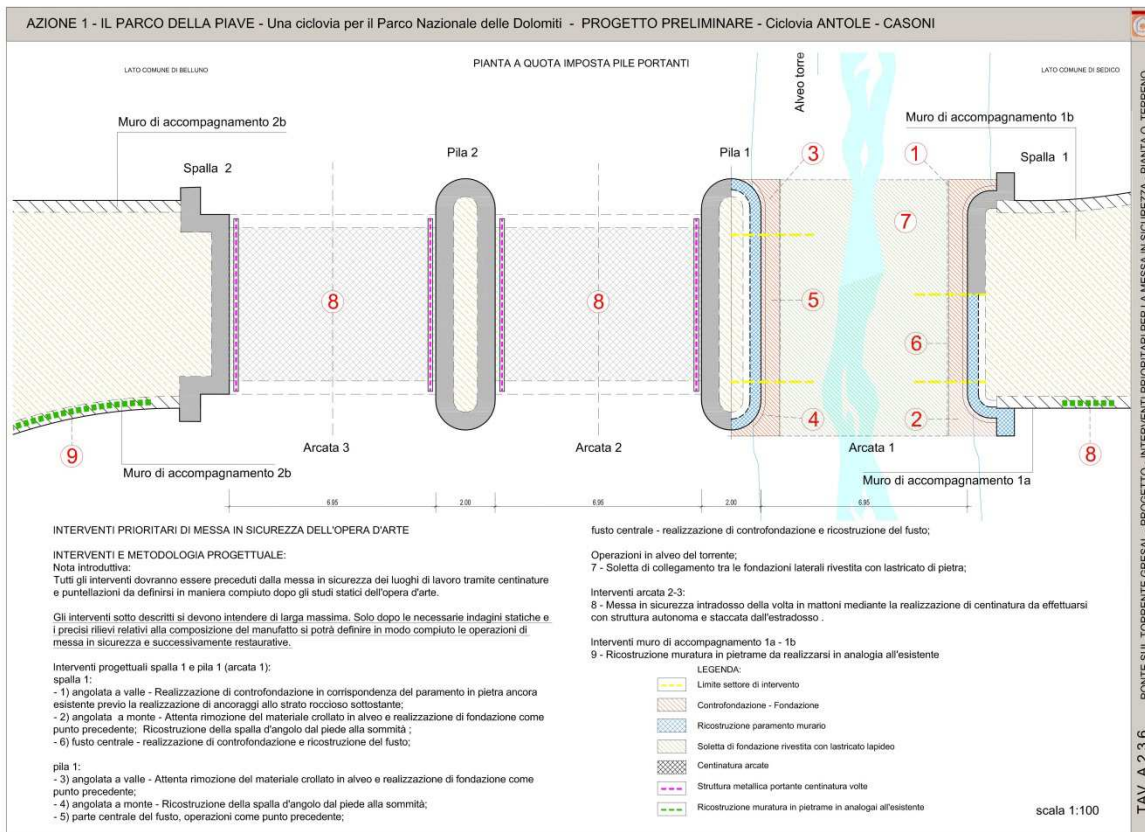 AZIONE 1 - IL PARCO DELLA PIAVE - Una ciclovia per il Parco Nazionale delle Dolomiti - PROGETTO PRELIMINARE - Ciclovia ANTOLE - CASONI
PIANTA A QUOTA IMPOSTA PILE PORTANTI
LATO COMUNE DI BELLUNO
LATO COMUNE DI SEDICO
Alveo torre
Muro di accompagnamento 2b
Muro di accompagnamento 1b
Spalla 2
Pila 2
Pila 1
3
1
Spalla 1
7
8
8
5
6
4
2
9
8
Arcata 3
Arcata 2
Arcata 1
Muro di accompagnamento 2b
Muro di accompagnamento 1a
6.95
2.00
6.95
2.00
6.95
INTERVENTI PRIORITARI DI MESSA IN SICUREZZA DELL'OPERA D'ARTE
INTERVENTI E METODOLOGIA PROGETTUALE:
Nota introduttiva:
Tutti gli interventi dovranno essere preceduti dalla messa in sicurezza dei luoghi di lavoro tramite centinature
e puntellazioni da definirsi in maniera compiuto dopo gli studi statici dell'opera d'arte.
Gli interventi sotto descritti si devono intendere di larga massima. Solo dopo le necessarie indagini statiche e
i precisi rilievi relativi alla composizione del manufatto si potrà definire in modo compiuto le operazioni di
messa in sicurezza e successivamente restaurative.
Interventi progettuali spalla 1 e pila 1 (arcata 1):
spalla 1:
- 1) angolata a valle - Realizzazione di controfondazione in corrispondenza del paramento in pietra ancora
esistente previo la realizzazione di ancoraggi allo strato roccioso sottostante;
- 2) angolata a monte - Attenta rimozione del materiale crollato in alveo e realizzazione di fondazione come
punto precedente; Ricostruzione della spalla d'angolo dal piede alla sommità ;
- 6) fusto centrale - realizzazione di controfondazione e ricostruzione del fusto;
pila 1:
- 3) angolata a valle - Attenta rimozione del materiale crollato in alveo e realizzazione di fondazione come
punto precedente;
- 4) angolata a monte - Ricostruzione della spalla d'angolo dal piede alla sommità;
- 5) parte centrale del fusto, operazioni come punto precedente;
fusto centrale - realizzazione di controfondazione e ricostruzione del fusto;
Operazioni in alveo del torrente;
7 - Soletta di collegamento tra le fondazioni laterali rivestita con lastricato di pietra;
Interventi arcata 2-3:
8 - Messa in sicurezza intradosso della volta in mattoni mediante la realizzazione di centinatura da effettuarsi
con struttura autonoma e staccata dall'estradosso .
Interventi muro di accompagnamento 1a - 1b
9 - Ricostruzione muratura in pietrame da realizzarsi in analogia all'esistente
LEGENDA:
Limite settore di intervento
Controfondazione - Fondazione
Ricostruzione paramento murario
Soletta di fondazione rivestita con lastricato lapideo
Centinatura arcate
Struttura metallica portante centinatura volte
Ricostruzione muratura in pietrame in analogai all'esistente
scala 1:100
TAV. A 2.3.6 PONTE SUL TORRENTE GRESAL PROGETTO INTERVENTI PRIORITARI PER LA MESSA IN SICUREZZA PIANTA Q. TERRENO